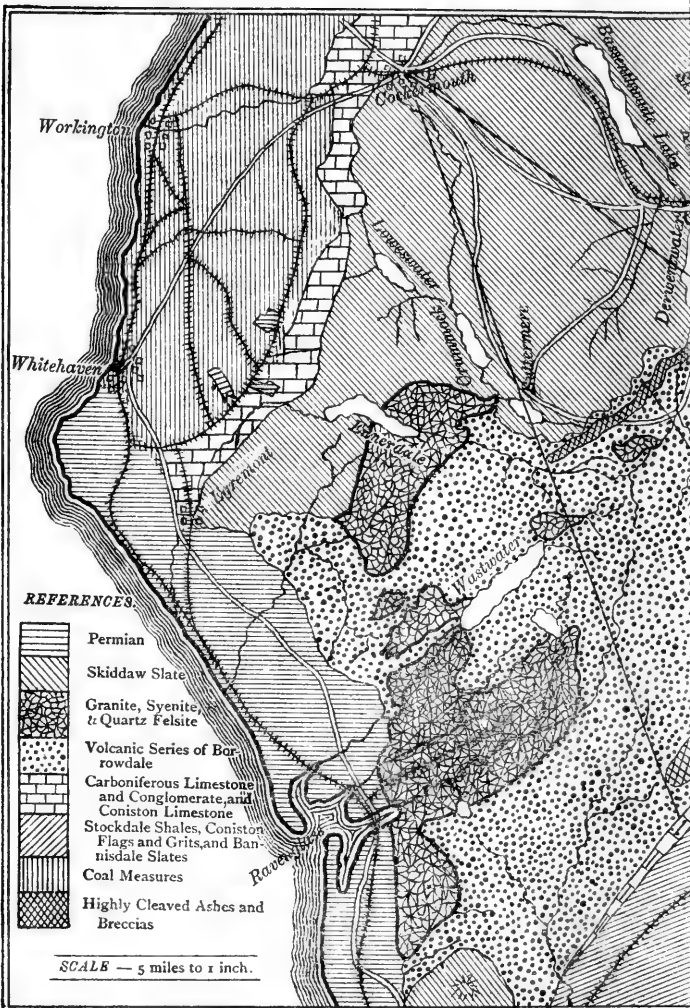 Bassenthwaite Lake
Cockermouth
Workington
Loweswater
Derwentwater
Crummock
Buttermere
Whitehaven
Ennerdale
Egremont
Wastwater
REFERENCES.
Permian
Skiddaw Slate
Granite, Syenite,
& Quartz Felsite
Volcanic Series of Bor-
rowdale
Carboniferous Limestone
and Conglomerate, and
Coniston Limestone
Stockdale Shales, Coniston
Flags and Grits, and Ban-
nisdale Slates
Coal Measures
Highly Cleaved Ashes and
Breccias
SCALE — 5 miles to 1 inch.